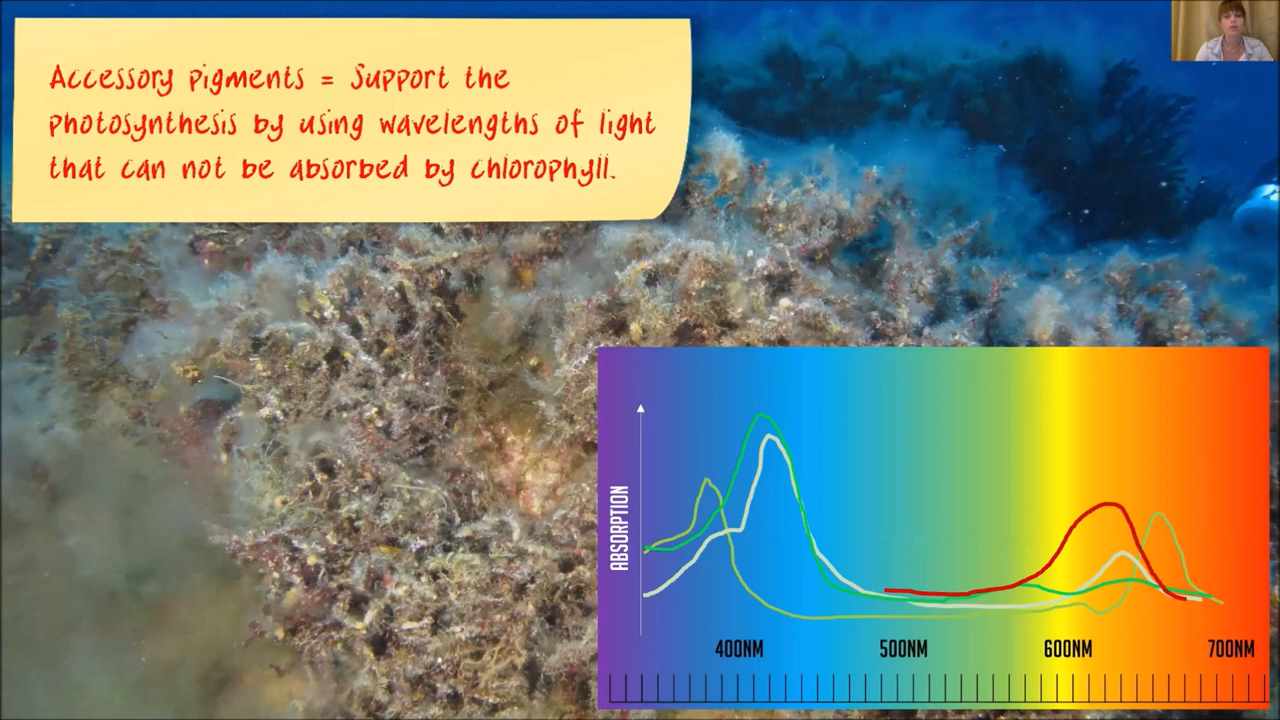 Accessory pigments = Support the
photosynthesis by using wavelengths of light
that can not be absorbed by chlorophyll.
ABSORPTION
400NM 500NM 600NM 700NM